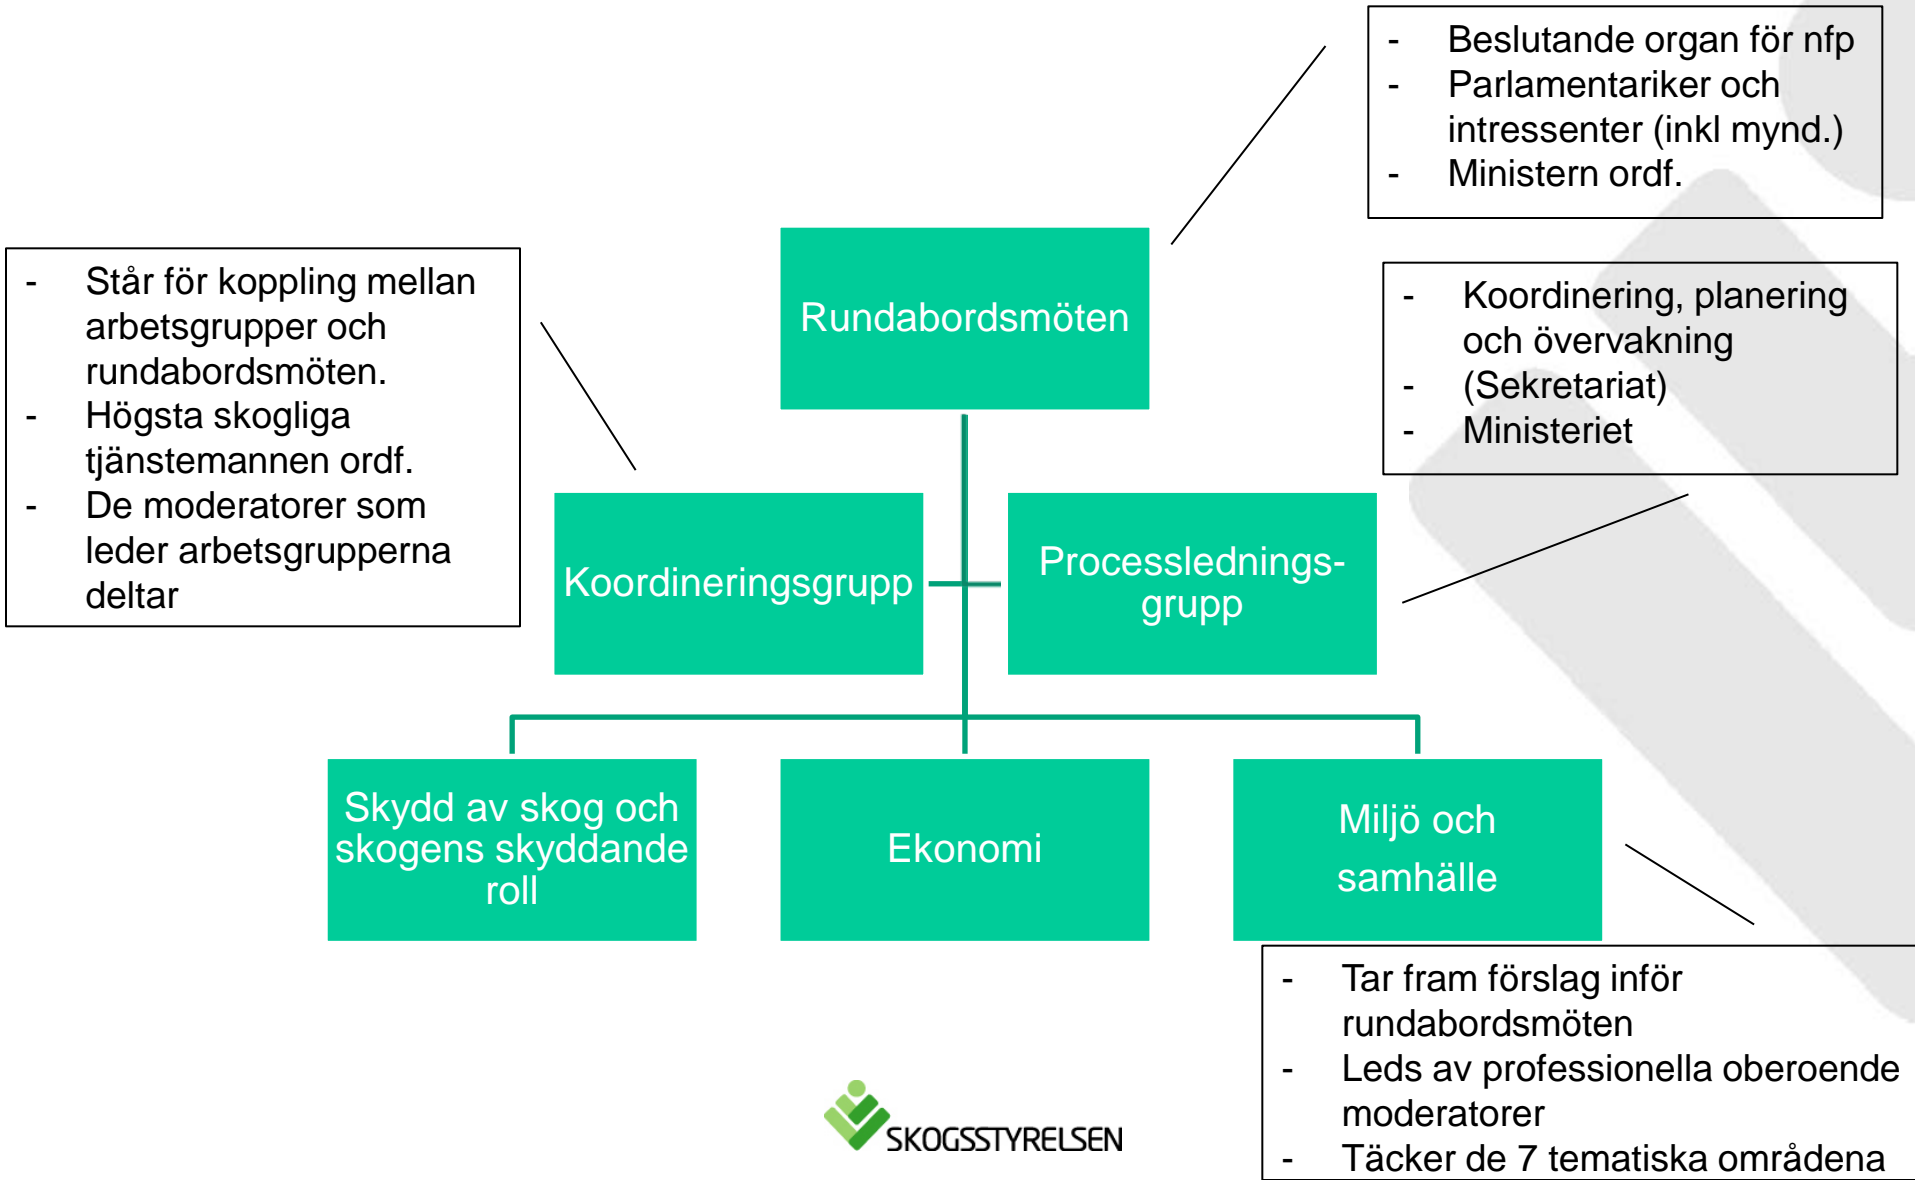 - Beslutande organ för nfp
- Parlamentariker och
intressenter (inkl mynd.)
- Ministern ordf.
- Står för koppling mellan
arbetsgrupper och
rundabordsmöten.
- Högsta skogliga
tjänstemannen ordf.
- De moderatorer som
leder arbetsgrupperna
deltar
Rundabordsmöten
- Koordinering, planering
och övervakning
- (Sekretariat)
- Ministeriet
Koordineringsgrupp
Processlednings-
grupp
Skydd av skog och
skogens skyddande
roll
Ekonomi
Miljö och
samhälle
- Tar fram förslag inför
rundabordsmöten
- Leds av professionella oberoende
moderatorer
- Täcker de 7 tematiska områdena
SKOGSSTYRELSEN